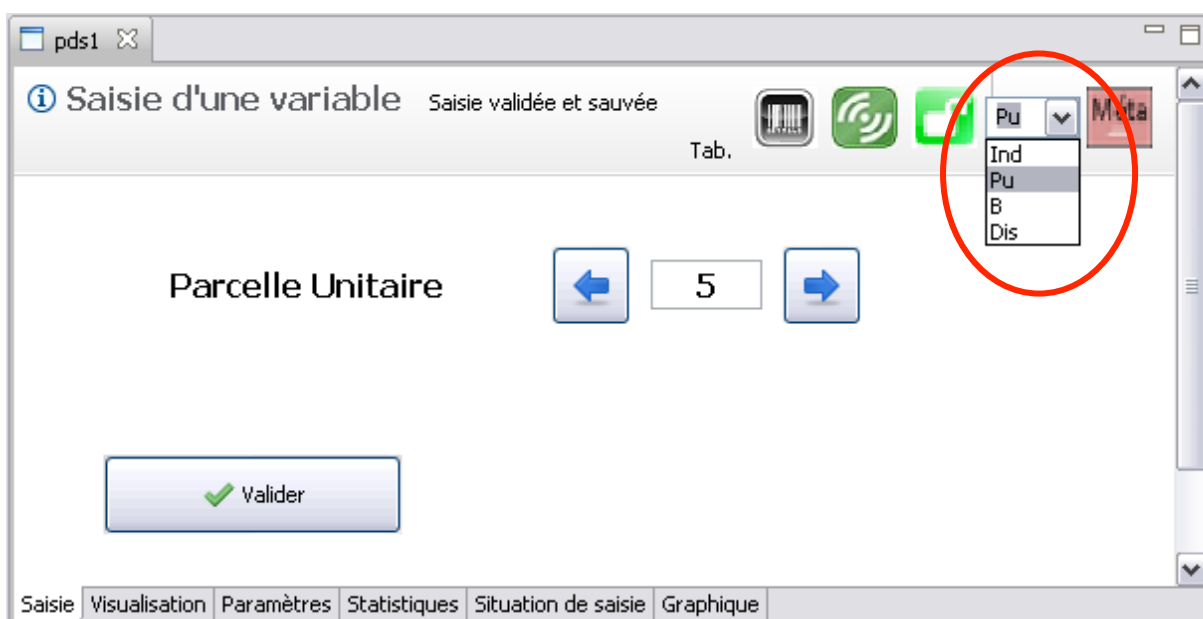 pds1
Saisie d'une variable Saisie validée et sauvée
Tab.
Pu
Méta
Ind
Pu
B
Dis
Parcelle Unitaire
5
Valider
Saisie Visualisation Paramètres Statistiques Situation de saisie Graphique